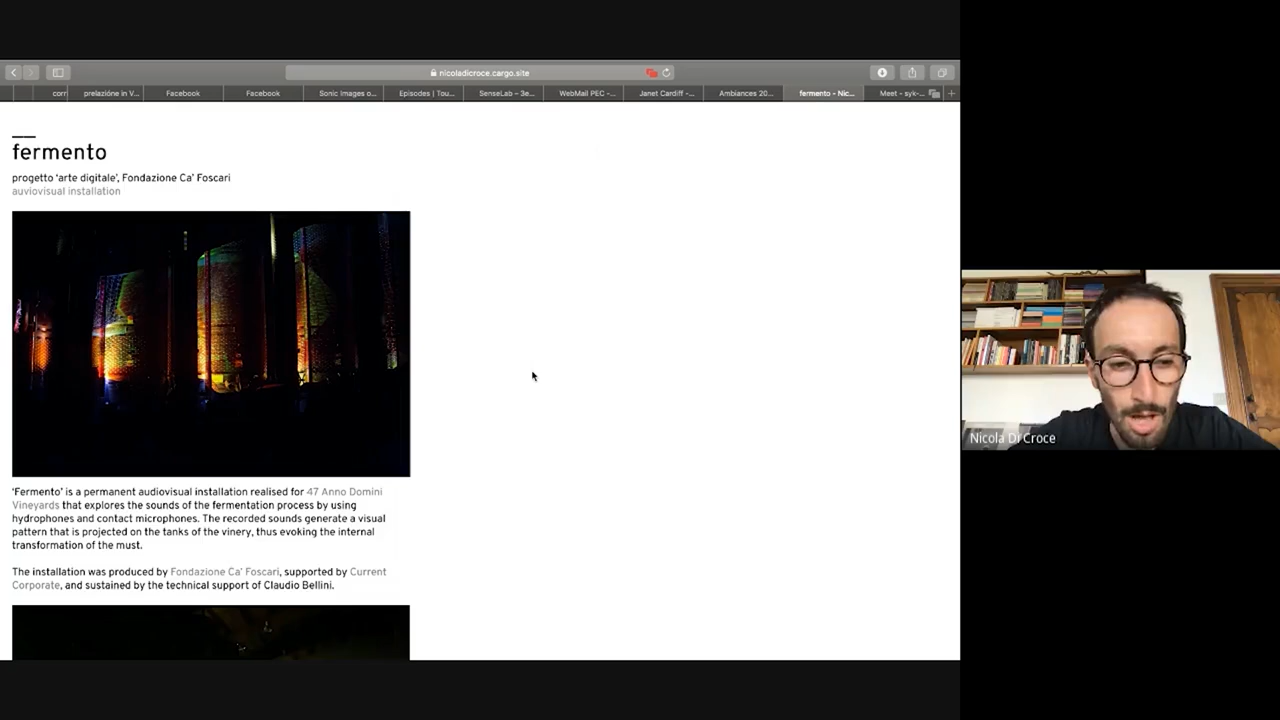 nicoladicroce.cargo.site
corr
prelazióne in V...
Facebook
Facebook
Sonic Images o...
Episodes | Tou...
SenseLab – 3e...
WebMail PEC -...
Janet Cardiff -...
Ambiances 20...
fermento - Nic...
Meet – syk-...
fermento
progetto ‘arte digitale’, Fondazione Ca’ Foscari
auviovisual installation
‘Fermento’ is a permanent audiovisual installation realised for 47 Anno Domini
Vineyards that explores the sounds of the fermentation process by using
hydrophones and contact microphones. The recorded sounds generate a visual
pattern that is projected on the tanks of the vinery, thus evoking the internal
transformation of the must.
The installation was produced by Fondazione Ca’ Foscari, supported by Current
Corporate, and sustained by the technical support of Claudio Bellini.
Nicola Di Croce